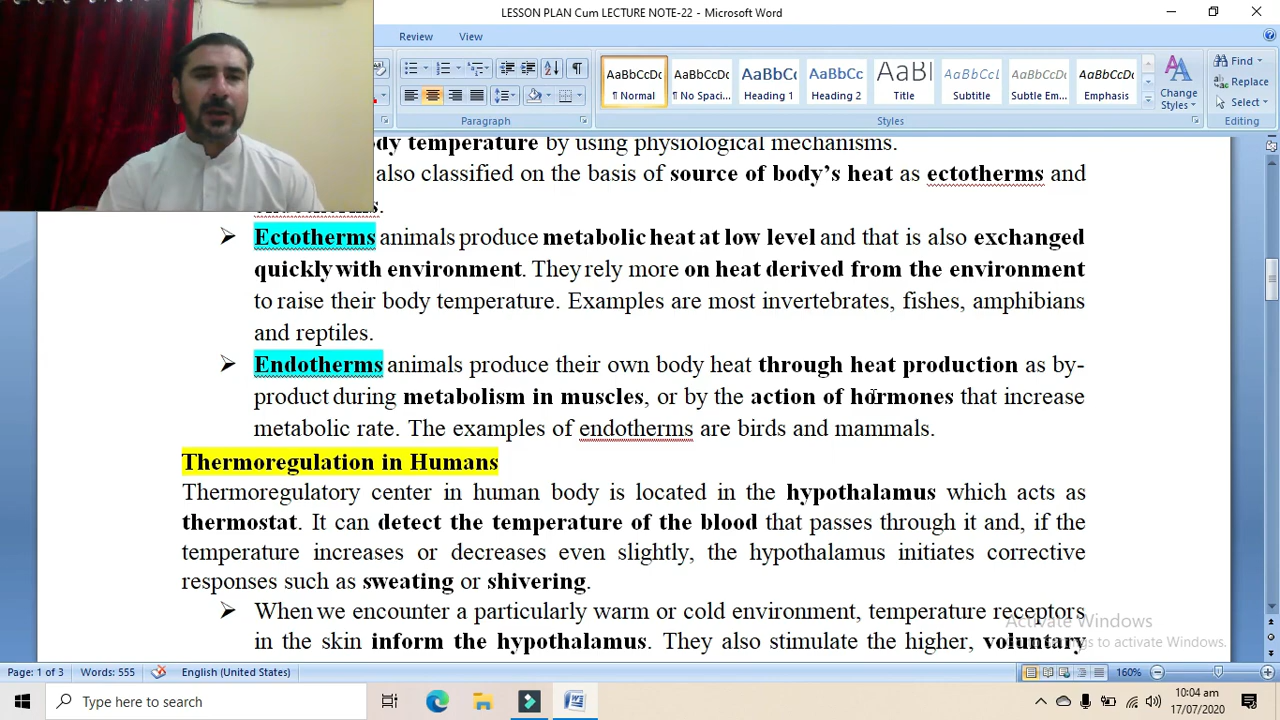 LESSON PLAN Cum LECTURE NOTE-22 - Microsoft Word
Review View
AaBbCcDc AaBbCcDc AaBbC AaBbCc AaBl AaBbCcL AaBbCcDc AaBbCcDc
¶ Normal ¶ No Spaci... Heading 1 Heading 2 Title Subtitle Subtle Em... Emphasis
Change Styles
Find
Replace
Select
Paragraph Styles Editing
body temperature by using physiological mechanisms.
also classified on the basis of source of body's heat as ectotherms and
Ectotherms animals produce metabolic heat at low level and that is also exchanged
quickly with environment. They rely more on heat derived from the environment
to raise their body temperature. Examples are most invertebrates, fishes, amphibians
and reptiles.
Endotherms animals produce their own body heat through heat production as by-
product during metabolism in muscles, or by the action of hormones that increase
metabolic rate. The examples of endotherms are birds and mammals.
Thermoregulation in Humans
Thermoregulatory center in human body is located in the hypothalamus which acts as
thermostat. It can detect the temperature of the blood that passes through it and, if the
temperature increases or decreases even slightly, the hypothalamus initiates corrective
responses such as sweating or shivering.
When we encounter a particularly warm or cold environment, temperature receptors
in the skin inform the hypothalamus. They also stimulate the higher, voluntary
Activate Windows
to Settings to activate Windows.
Page: 1 of 3 Words: 555 English (United States) 160%
Type here to search
10:04 am
17/07/2020